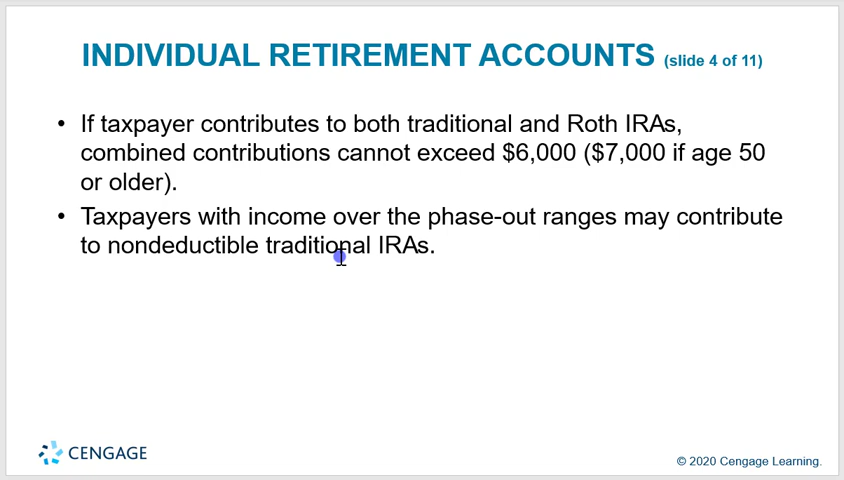 INDIVIDUAL RETIREMENT ACCOUNTS (slide 4 of 11)
• If taxpayer contributes to both traditional and Roth IRAs,
combined contributions cannot exceed $6,000 ($7,000 if age 50
or older).
• Taxpayers with income over the phase-out ranges may contribute
to nondeductible traditional IRAs.
CENGAGE
© 2020 Cengage Learning.